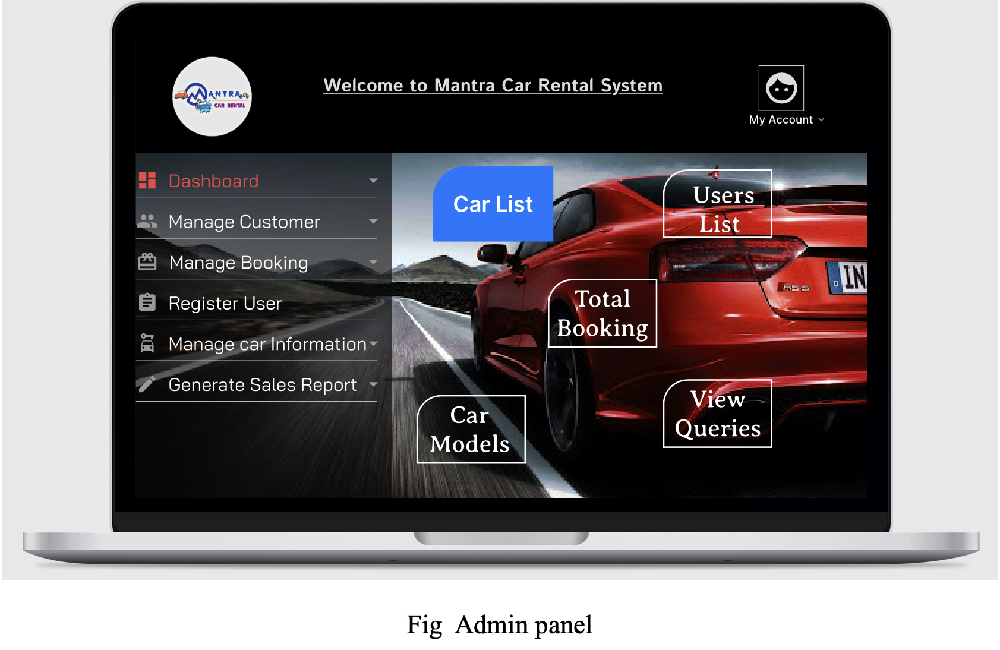 MANTRA
CAR RENTAL
Welcome to Mantra Car Rental System
My Account
Dashboard
Manage Customer
Manage Booking
Register User
Manage car Information
Generate Sales Report
Car List
Users
List
RS 5
IN
Total
Booking
Car
Models
View
Queries
Fig Admin panel